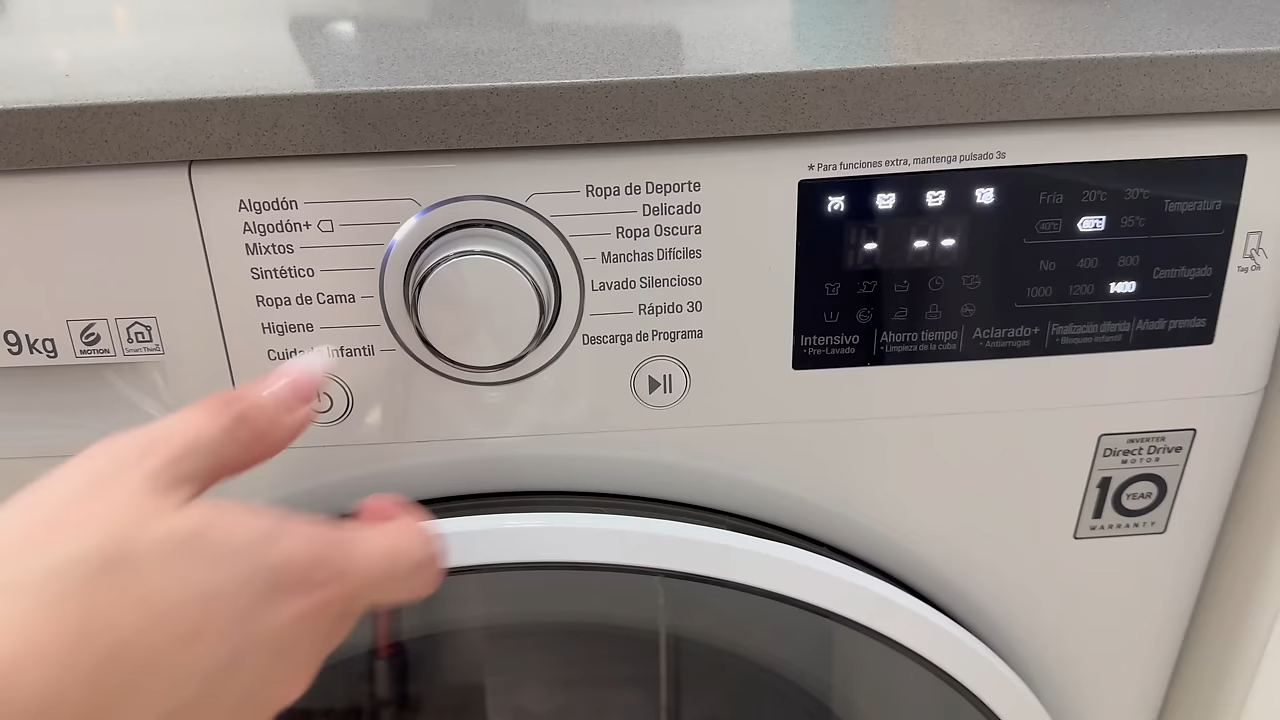 9kg
6
MOTION
Smart ThinQ
Algodón
Algodón+
Mixtos
Sintético
Ropa de Cama
Higiene
Infantil
Ropa de Deporte
Delicado
Ropa Oscura
Manchas Difíciles
Lavado Silencioso
Rápido 30
Descarga de Programa
* Para funciones extra, mantenga pulsado 3s
Fría 20°c 30°c
40°c 60°c 95°c
Temperatura
No 400 800
1000 1200 1400
Centrifugado
- --
Intensivo
* Pre-Lavado
Ahorro tiempo
* Limpieza de la cuba
Aclarado+
* Antiarrugas
Finalización diferida
* Bloqueo infantil
Añadir prendas
Tag On
INVERTER
Direct Drive
MOTOR
10 YEAR
WARRANTY